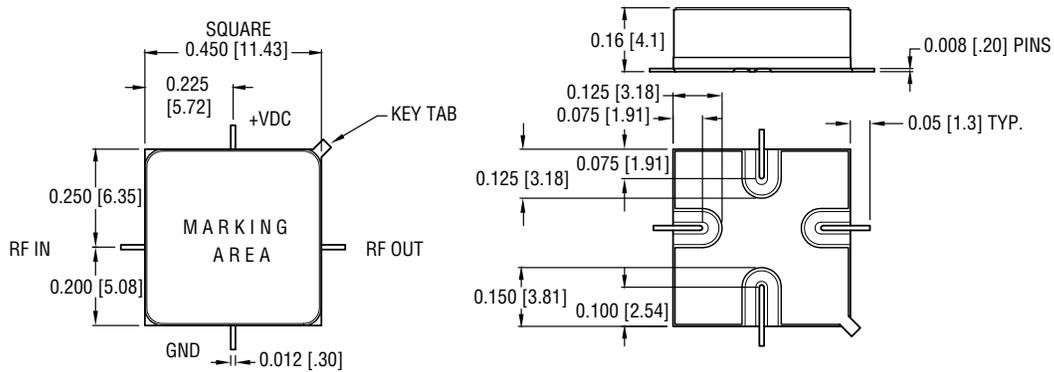 SQUARE
0.450 [11.43]
0.225
[5.72]
+VDC
KEY TAB
0.250 [6.35]
MARKING
AREA
RF IN
RF OUT
0.200 [5.08]
GND
0.012 [.30]
0.16 [4.1]
0.008 [.20] PINS
0.125 [3.18]
0.075 [1.91]
0.05 [1.3] TYP.
0.075 [1.91]
0.125 [3.18]
0.150 [3.81]
0.100 [2.54]